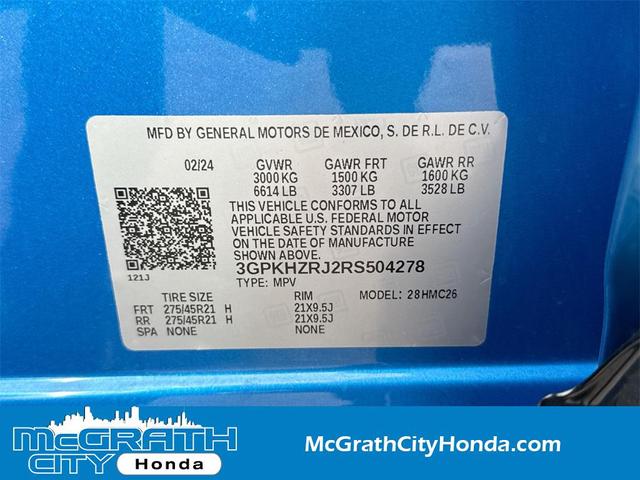 MFD BY GENERAL MOTORS DE MEXICO, S. DE R.L. DE C.V.
02/24 GVWR GAWR FRT GAWR RR
3000 KG 1500 KG 1600 KG
6614 LB 3307 LB 3528 LB
THIS VEHICLE CONFORMS TO ALL
APPLICABLE U.S. FEDERAL MOTOR
VEHICLE SAFETY STANDARDS IN EFFECT
ON THE DATE OF MANUFACTURE
SHOWN ABOVE.
3GPKHZRJ2RS504278
TYPE: MPV
121J
TIRE SIZE RIM MODEL: 28HMC26
FRT 275/45R21 H 21X9.5J
RR 275/45R21 H 21X9.5J
SPA NONE NONE
McGRATH
CITY Honda
McGrathCityHonda.com